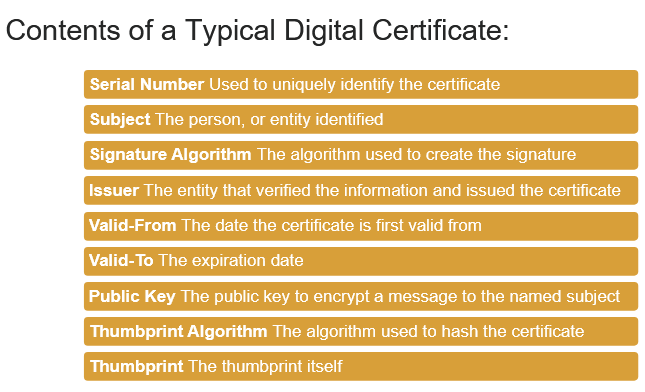 Contents of a Typical Digital Certificate:
Serial Number Used to uniquely identify the certificate
Subject The person, or entity identified
Signature Algorithm The algorithm used to create the signature
Issuer The entity that verified the information and issued the certificate
Valid-From The date the certificate is first valid from
Valid-To The expiration date
Public Key The public key to encrypt a message to the named subject
Thumbprint Algorithm The algorithm used to hash the certificate
Thumbprint The thumbprint itself